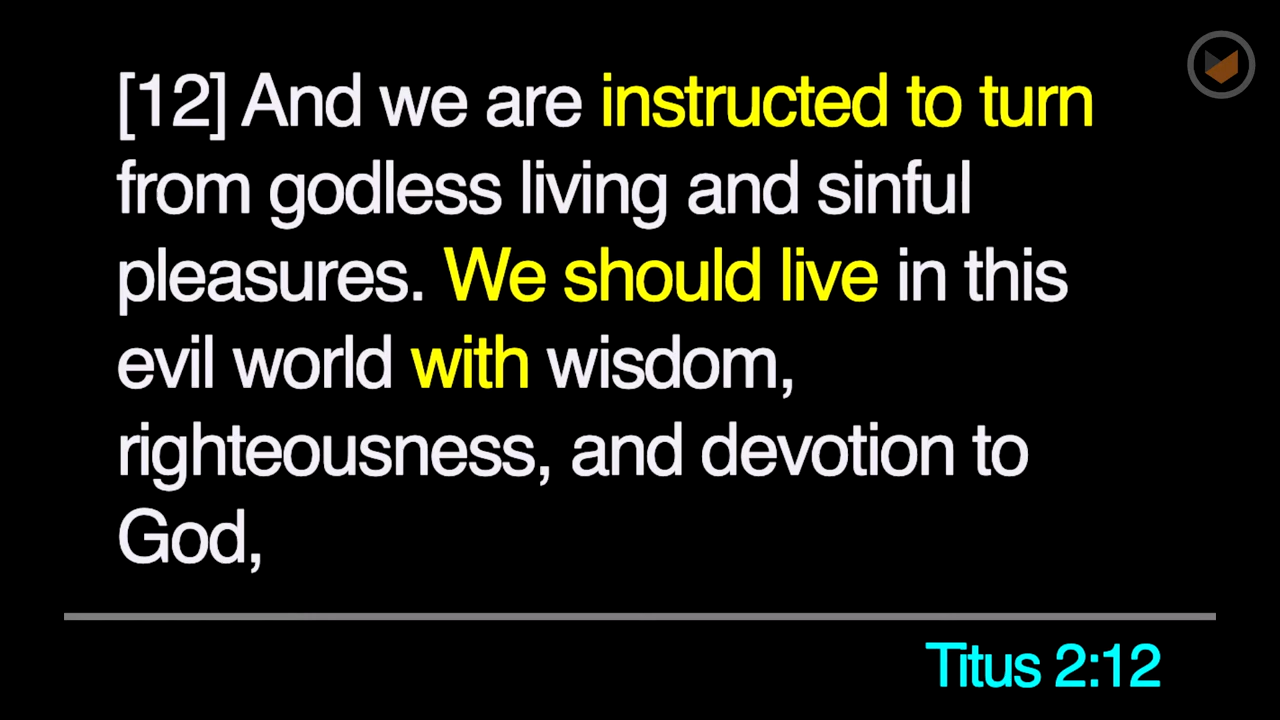 [12] And we are instructed to turn
from godless living and sinful
pleasures. We should live in this
evil world with wisdom,
righteousness, and devotion to
God,
Titus 2:12